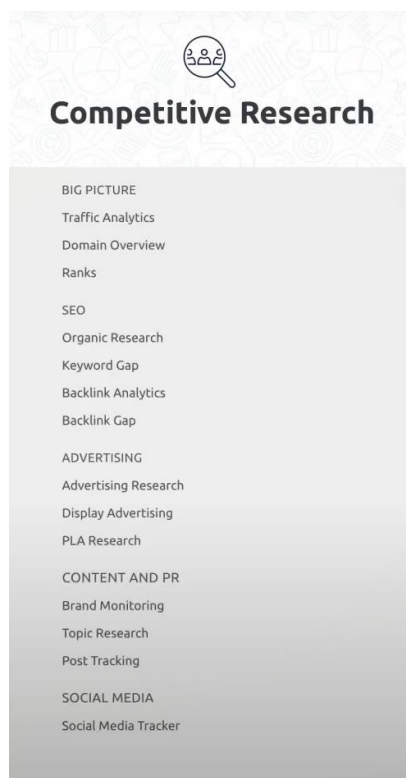 Competitive Research
BIG PICTURE
Traffic Analytics
Domain Overview
Ranks
SEO
Organic Research
Keyword Gap
Backlink Analytics
Backlink Gap
ADVERTISING
Advertising Research
Display Advertising
PLA Research
CONTENT AND PR
Brand Monitoring
Topic Research
Post Tracking
SOCIAL MEDIA
Social Media Tracker